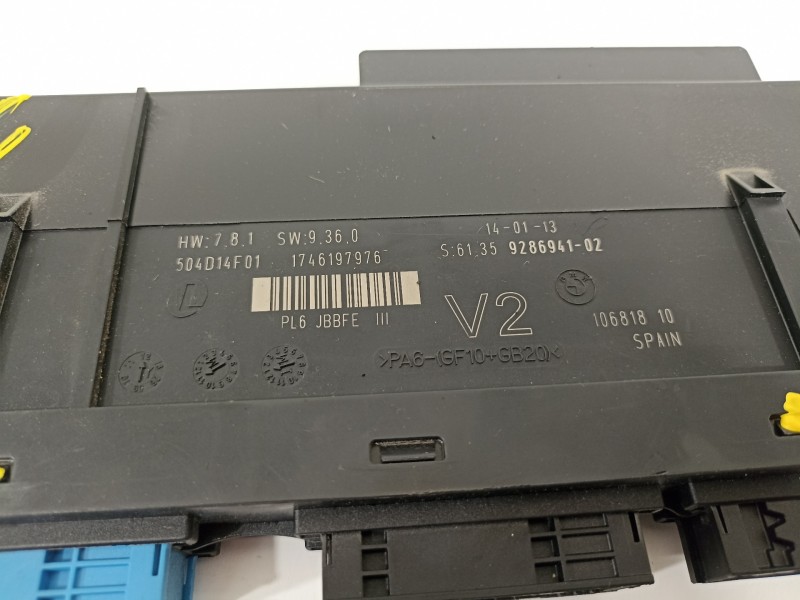 HW:7.8.1 SW:9.36.0
504D14F01 1746197976
14-01-13
S:61.35 9286941-02
PL6 JBBFE III
V2
106818 10
SPAIN
>PA6-(GF10+GB20)<